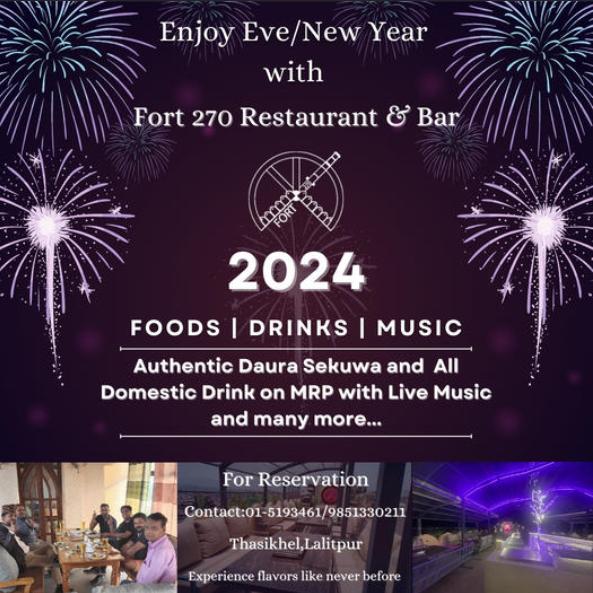 Enjoy Eve/New Year
with
Fort 270 Restaurant & Bar
FORT
2024
FOODS | DRINKS | MUSIC
Authentic Daura Sekuwa and All
Domestic Drink on MRP with Live Music
and many more...
For Reservation
Contact:01-5193461/9851330211
Thasikhel,Lalitpur
Experience flavors like never before